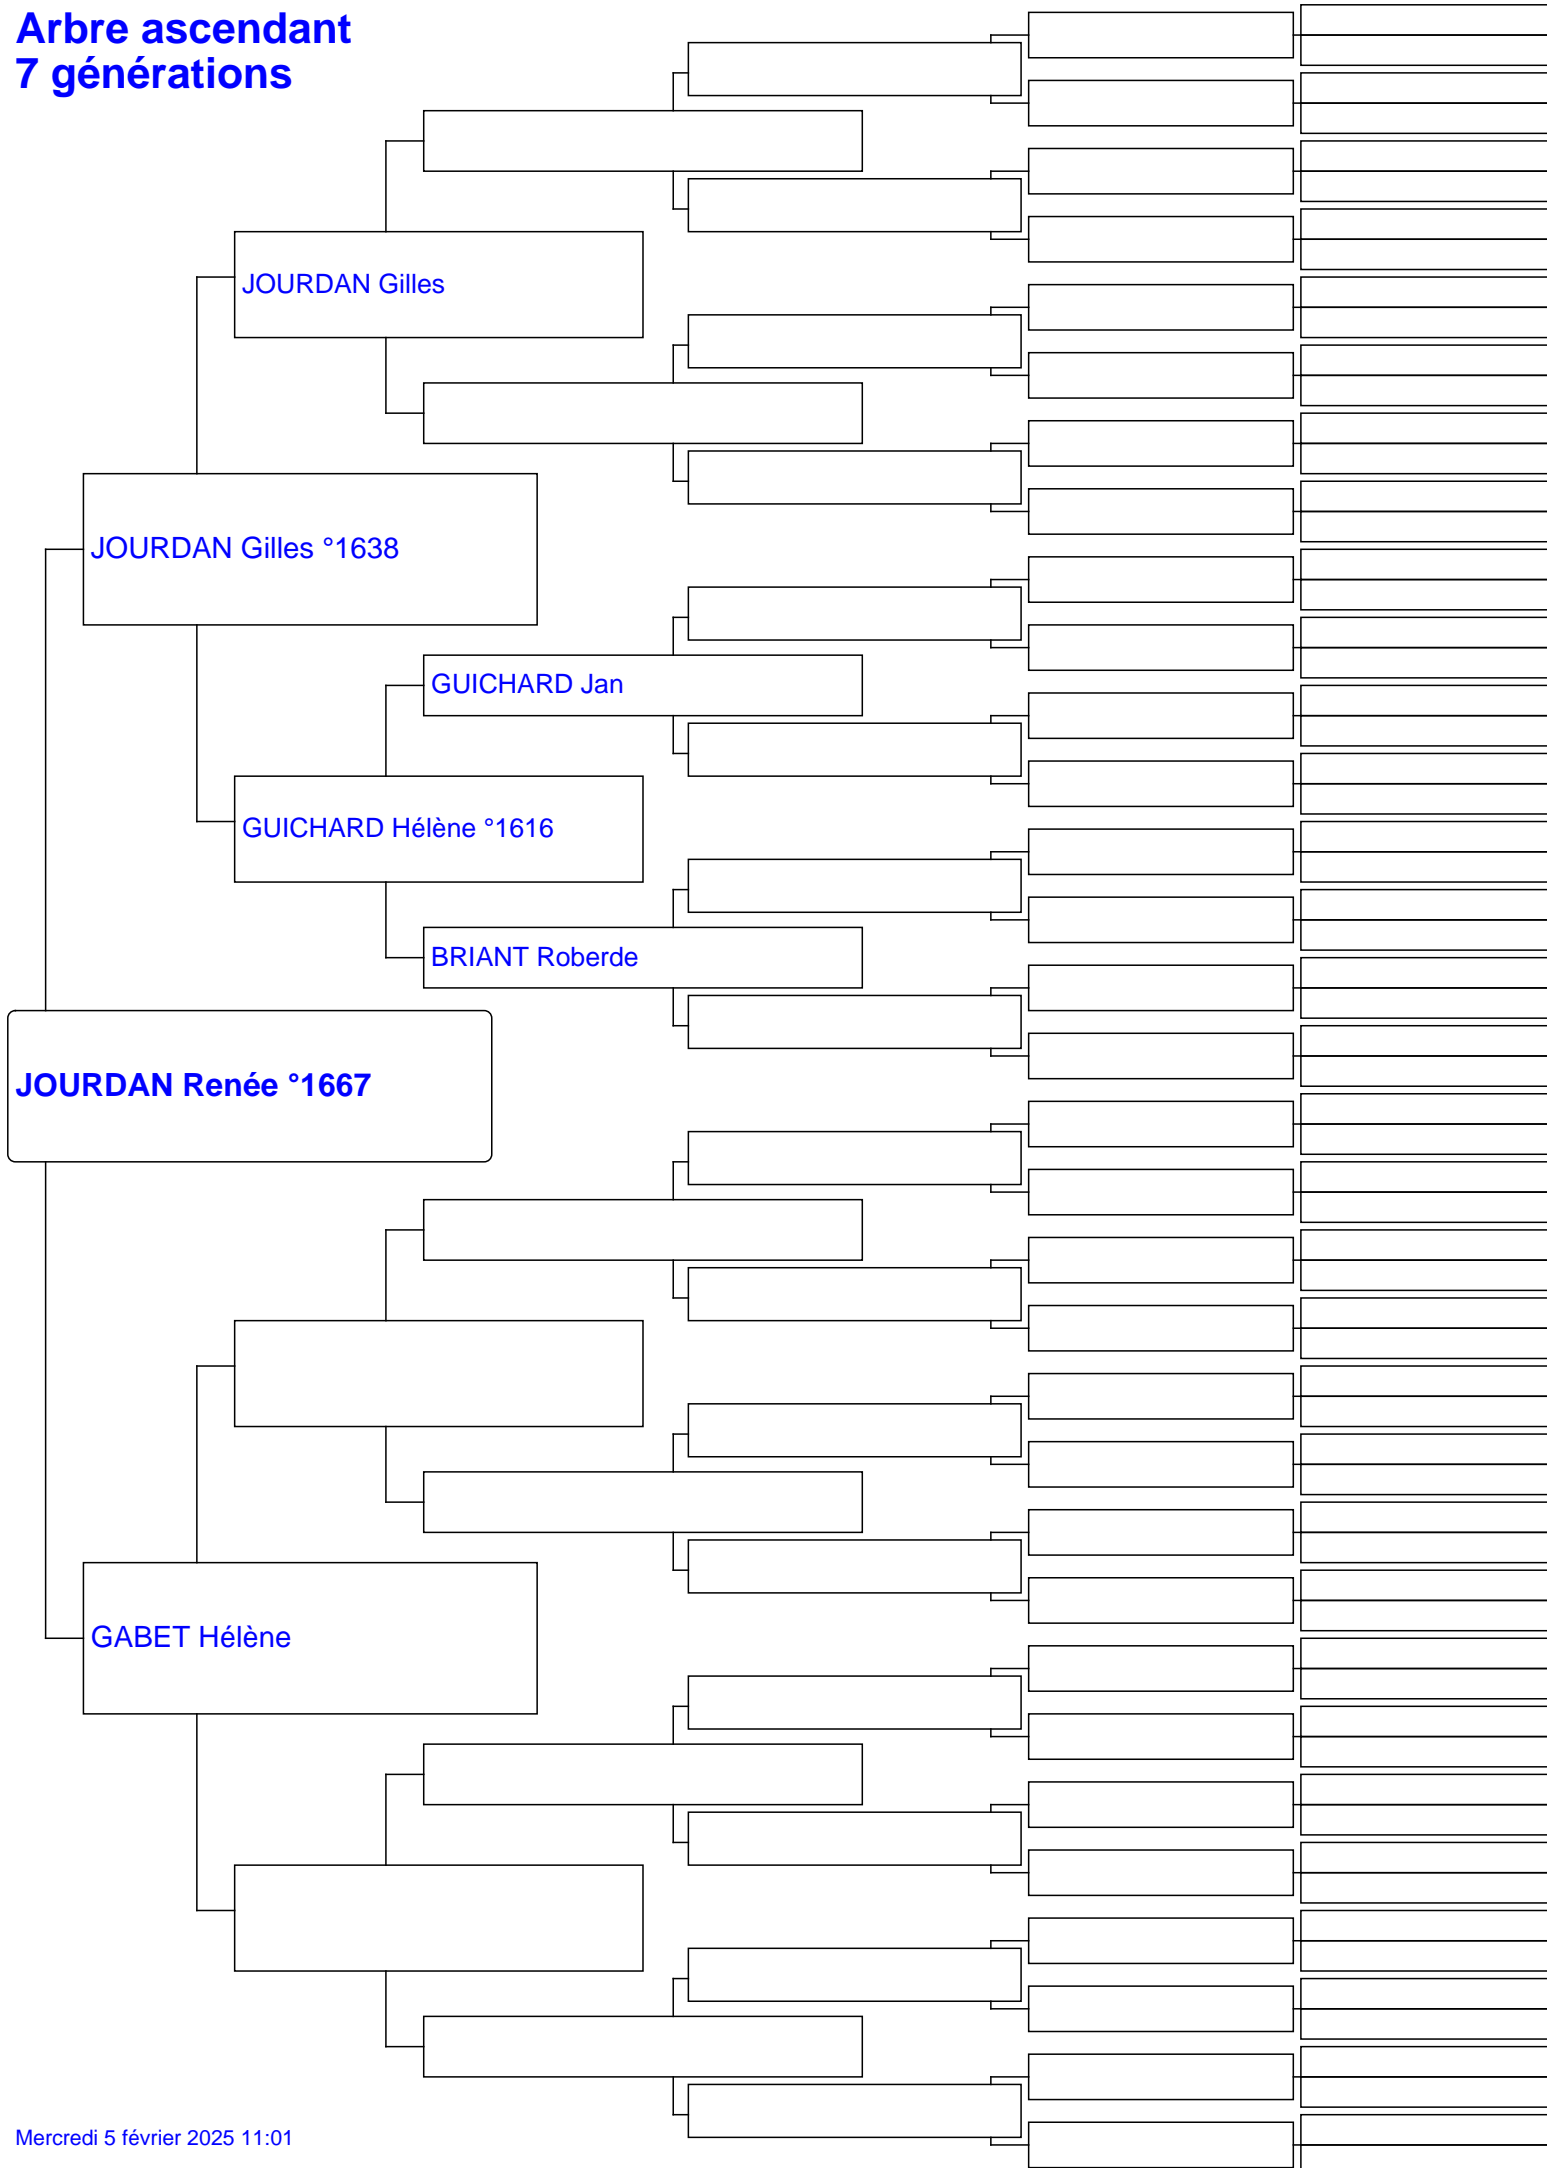 Arbre ascendant
7 générations
JOURDAN Gilles
JOURDAN Gilles °1638
GUICHARD Jan
GUICHARD Hélène °1616
BRIANT Roberde
JOURDAN Renée °1667
GABET Hélène
Mercredi 5 février 2025 11:01